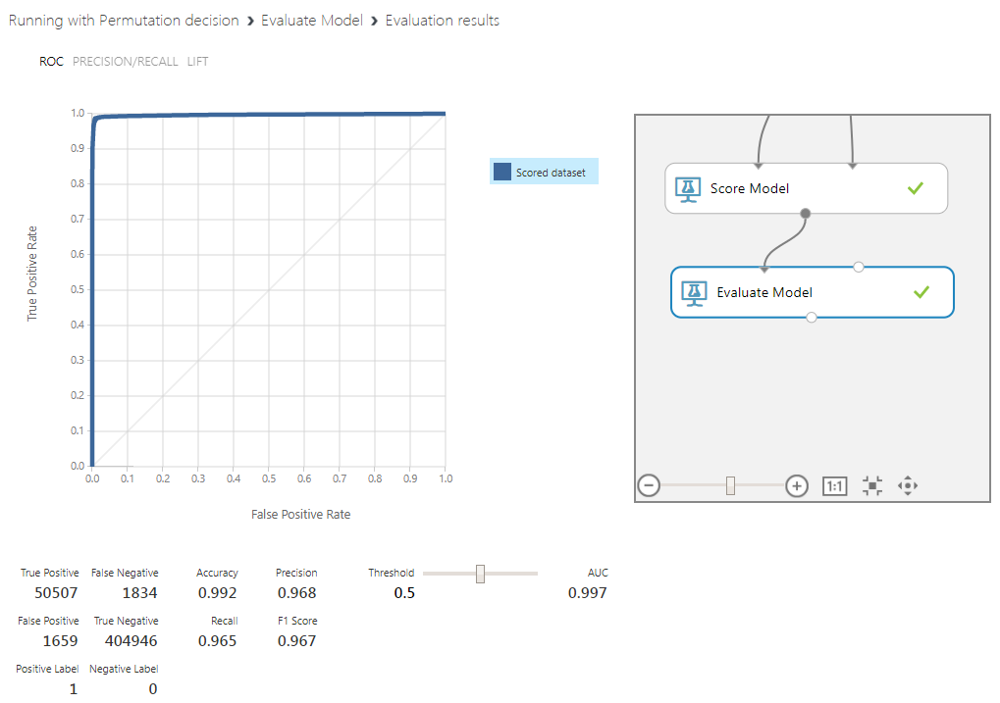 Running with Permutation decision › Evaluate Model › Evaluation results
ROC PRECISION/RECALL LIFT
1.0
0.9
0.8
0.7
0.6
0.5
0.4
0.3
0.2
0.1
0.0
True Positive Rate
0.0 0.1 0.2 0.3 0.4 0.5 0.6 0.7 0.8 0.9 1.0
False Positive Rate
Scored dataset
Score Model
Evaluate Model
1:1
True Positive False Negative Accuracy Precision Threshold AUC
50507 1834 0.992 0.968 0.5 0.997
False Positive True Negative Recall F1 Score
1659 404946 0.965 0.967
Positive Label Negative Label
1 0